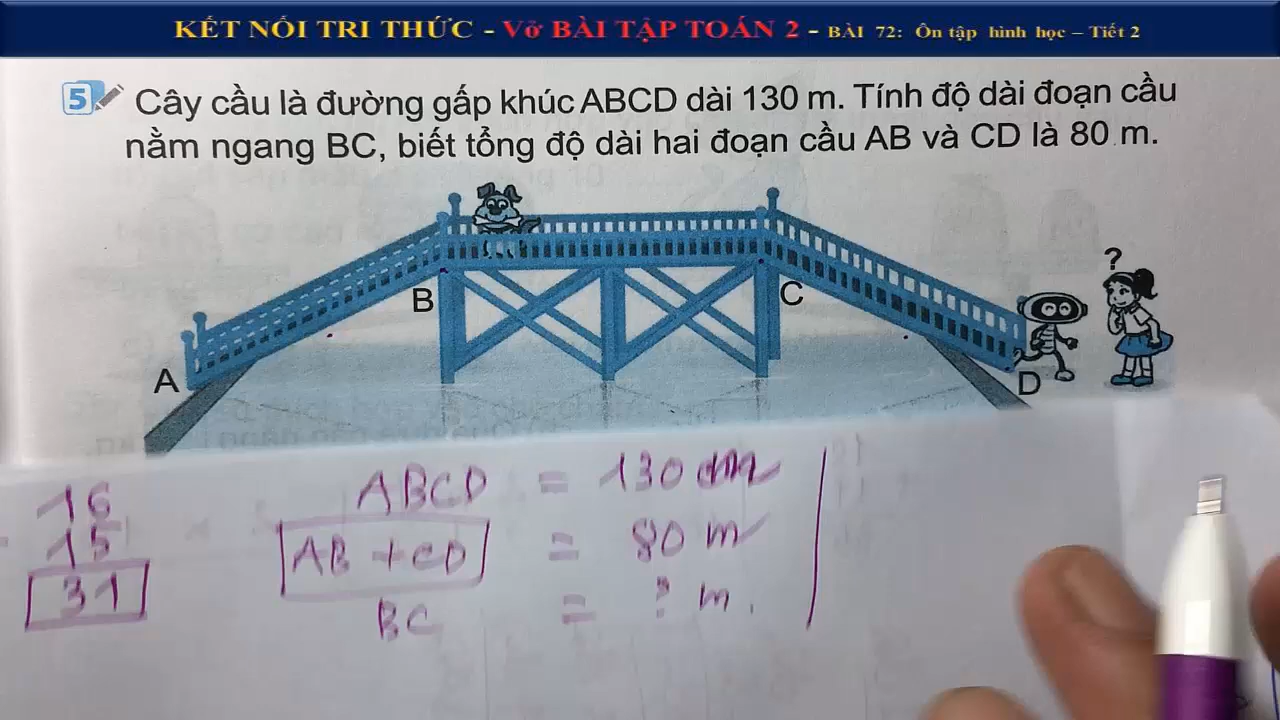 KẾT NỐI TRI THỨC - Vở BÀI TẬP TOÁN 2 - BÀI 72: Ôn tập hình học – Tiết 2
5 Cây cầu là đường gấp khúc ABCD dài 130 m. Tính độ dài đoạn cầu
nằm ngang BC, biết tổng độ dài hai đoạn cầu AB và CD là 80 m.
?
B
C
A
D
16
15
31
ABCD = 130 m
AB + CD = 80 m
BC = ? m.